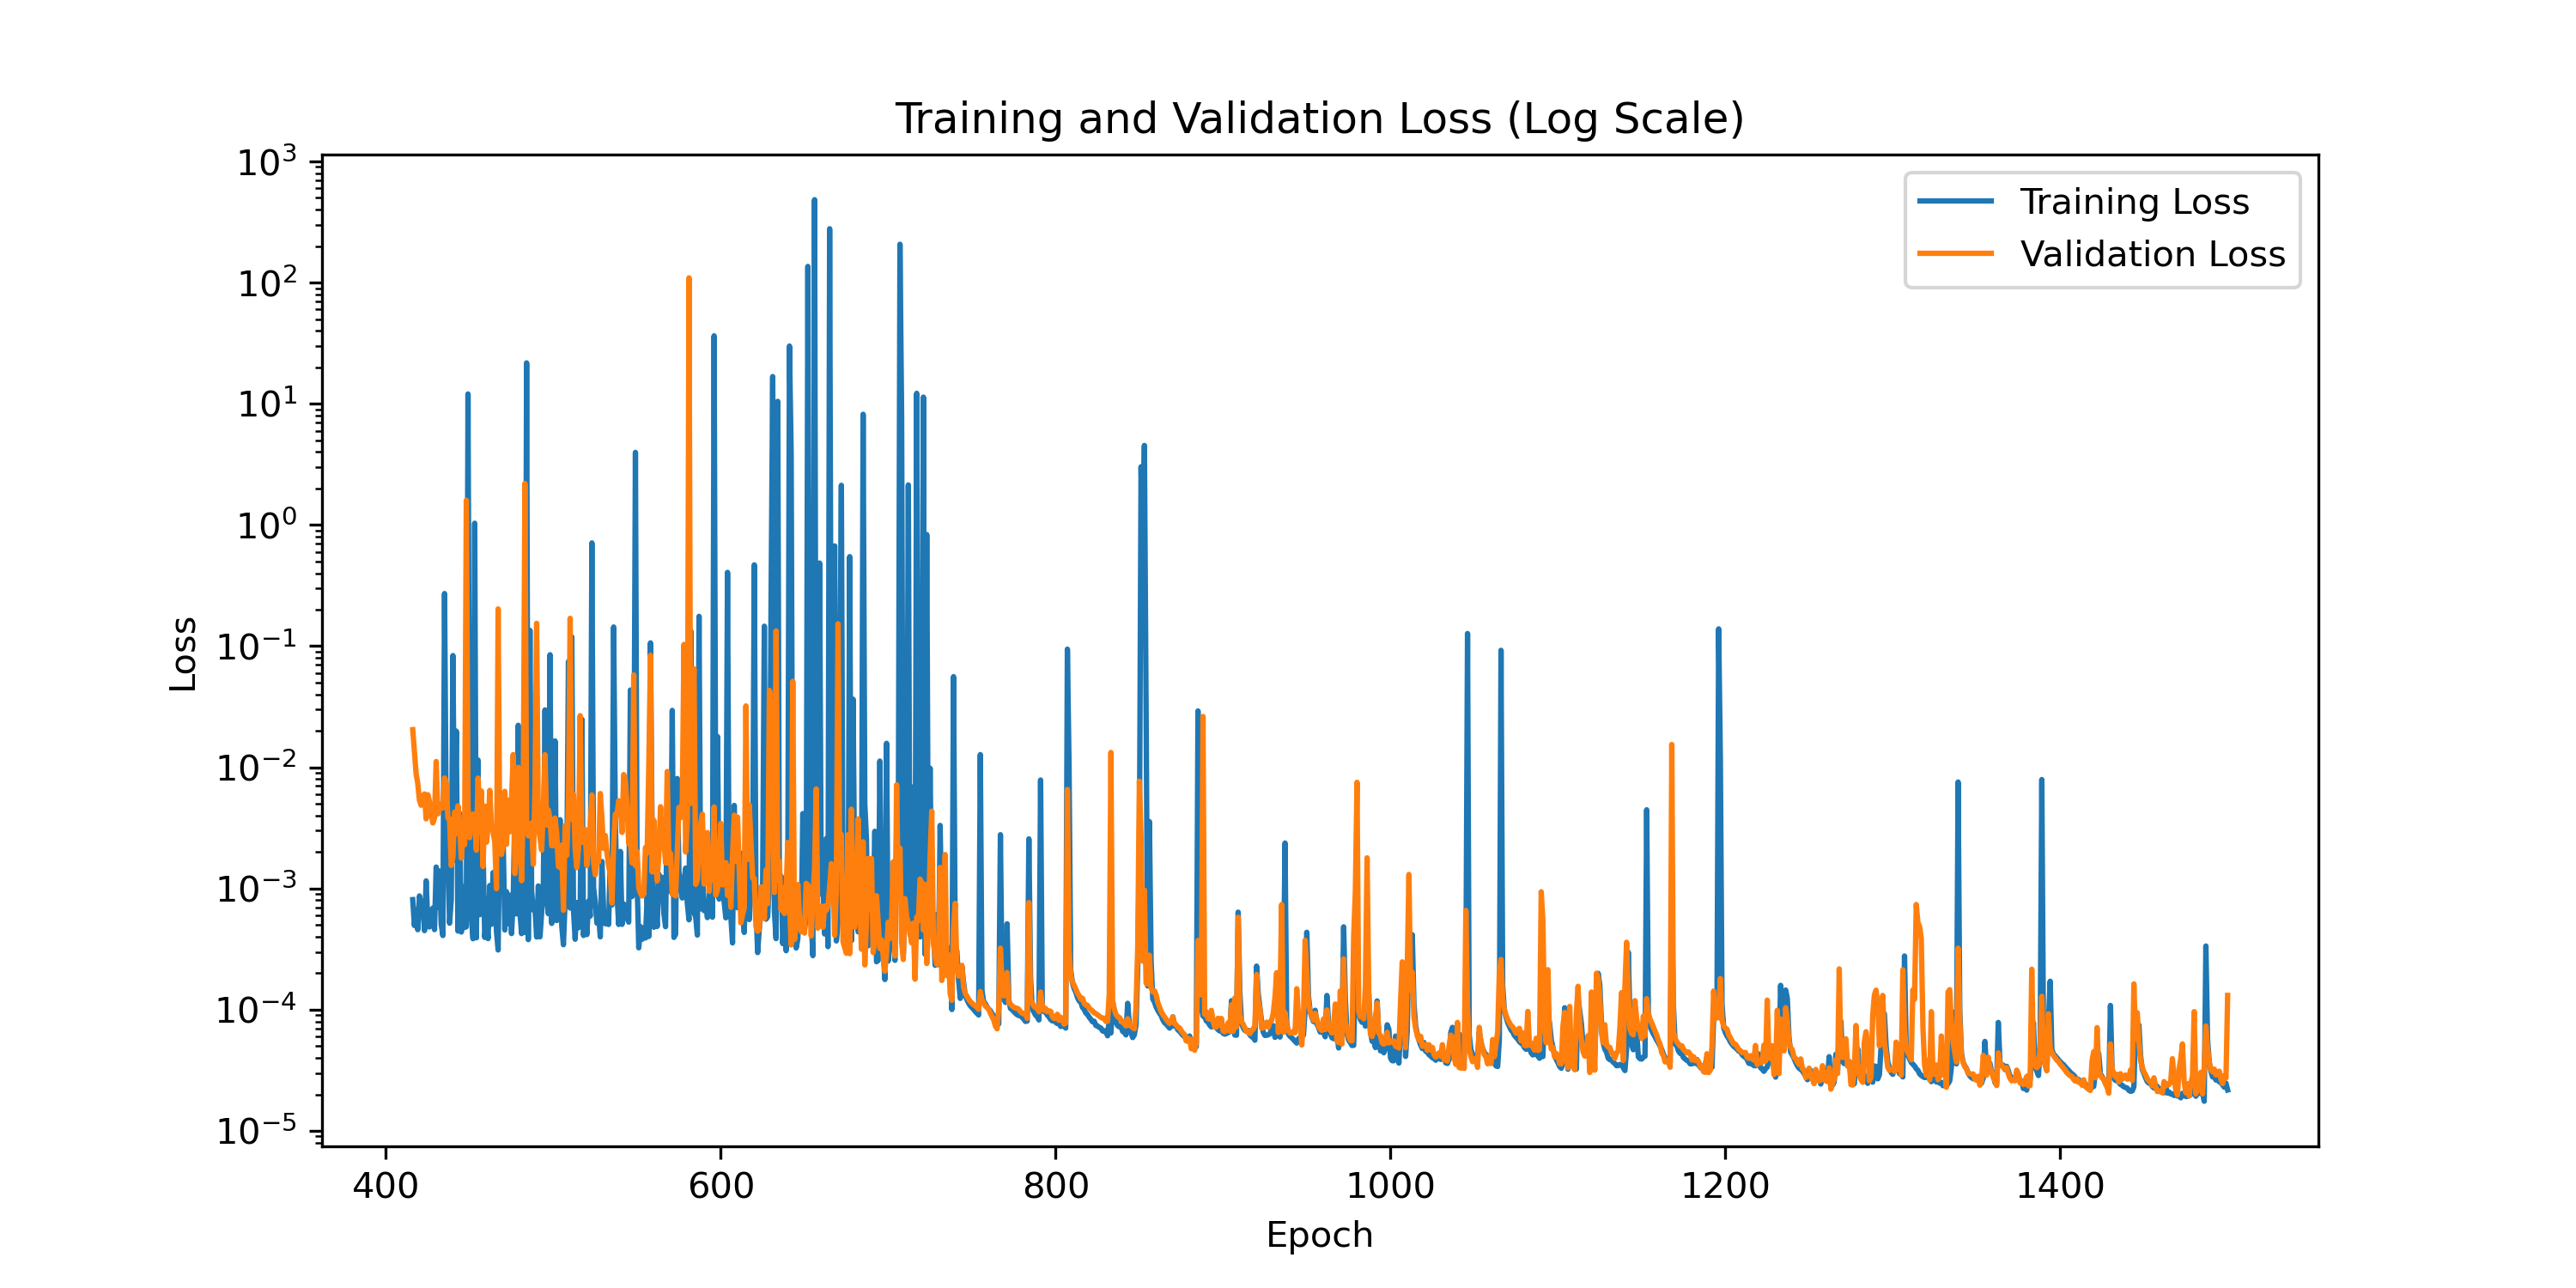 Training and Validation Loss (Log Scale)
Training Loss
Validation Loss
10³
10²
10¹
10⁰
10⁻¹
10⁻²
10⁻³
10⁻⁴
10⁻⁵
Loss
400 600 800 1000 1200 1400
Epoch